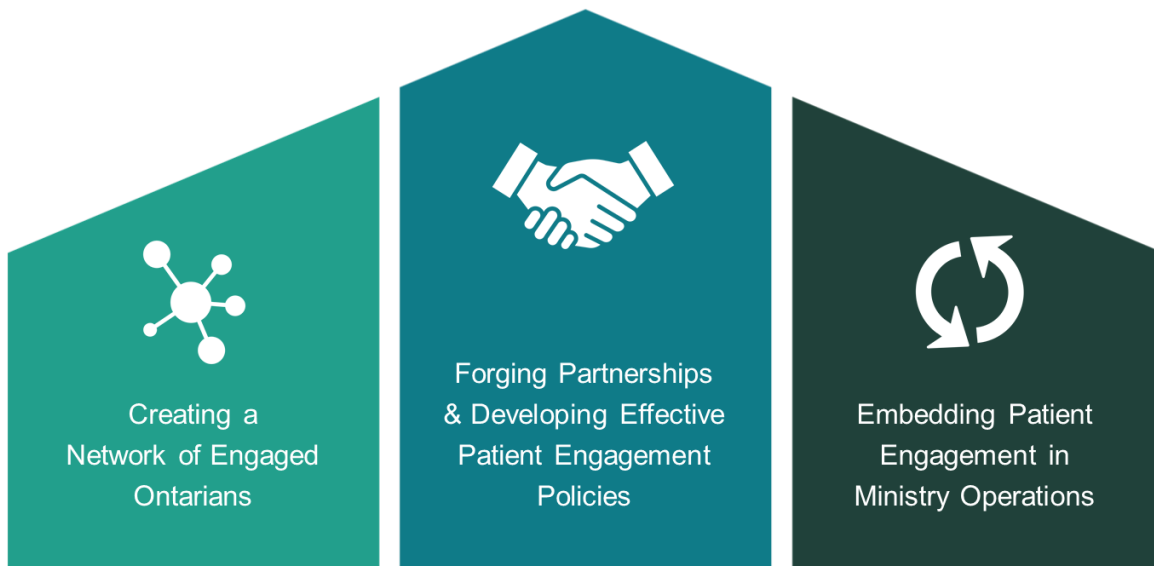 Creating a
Network of Engaged
Ontarians
Forging Partnerships
& Developing Effective
Patient Engagement
Policies
Embedding Patient
Engagement in
Ministry Operations